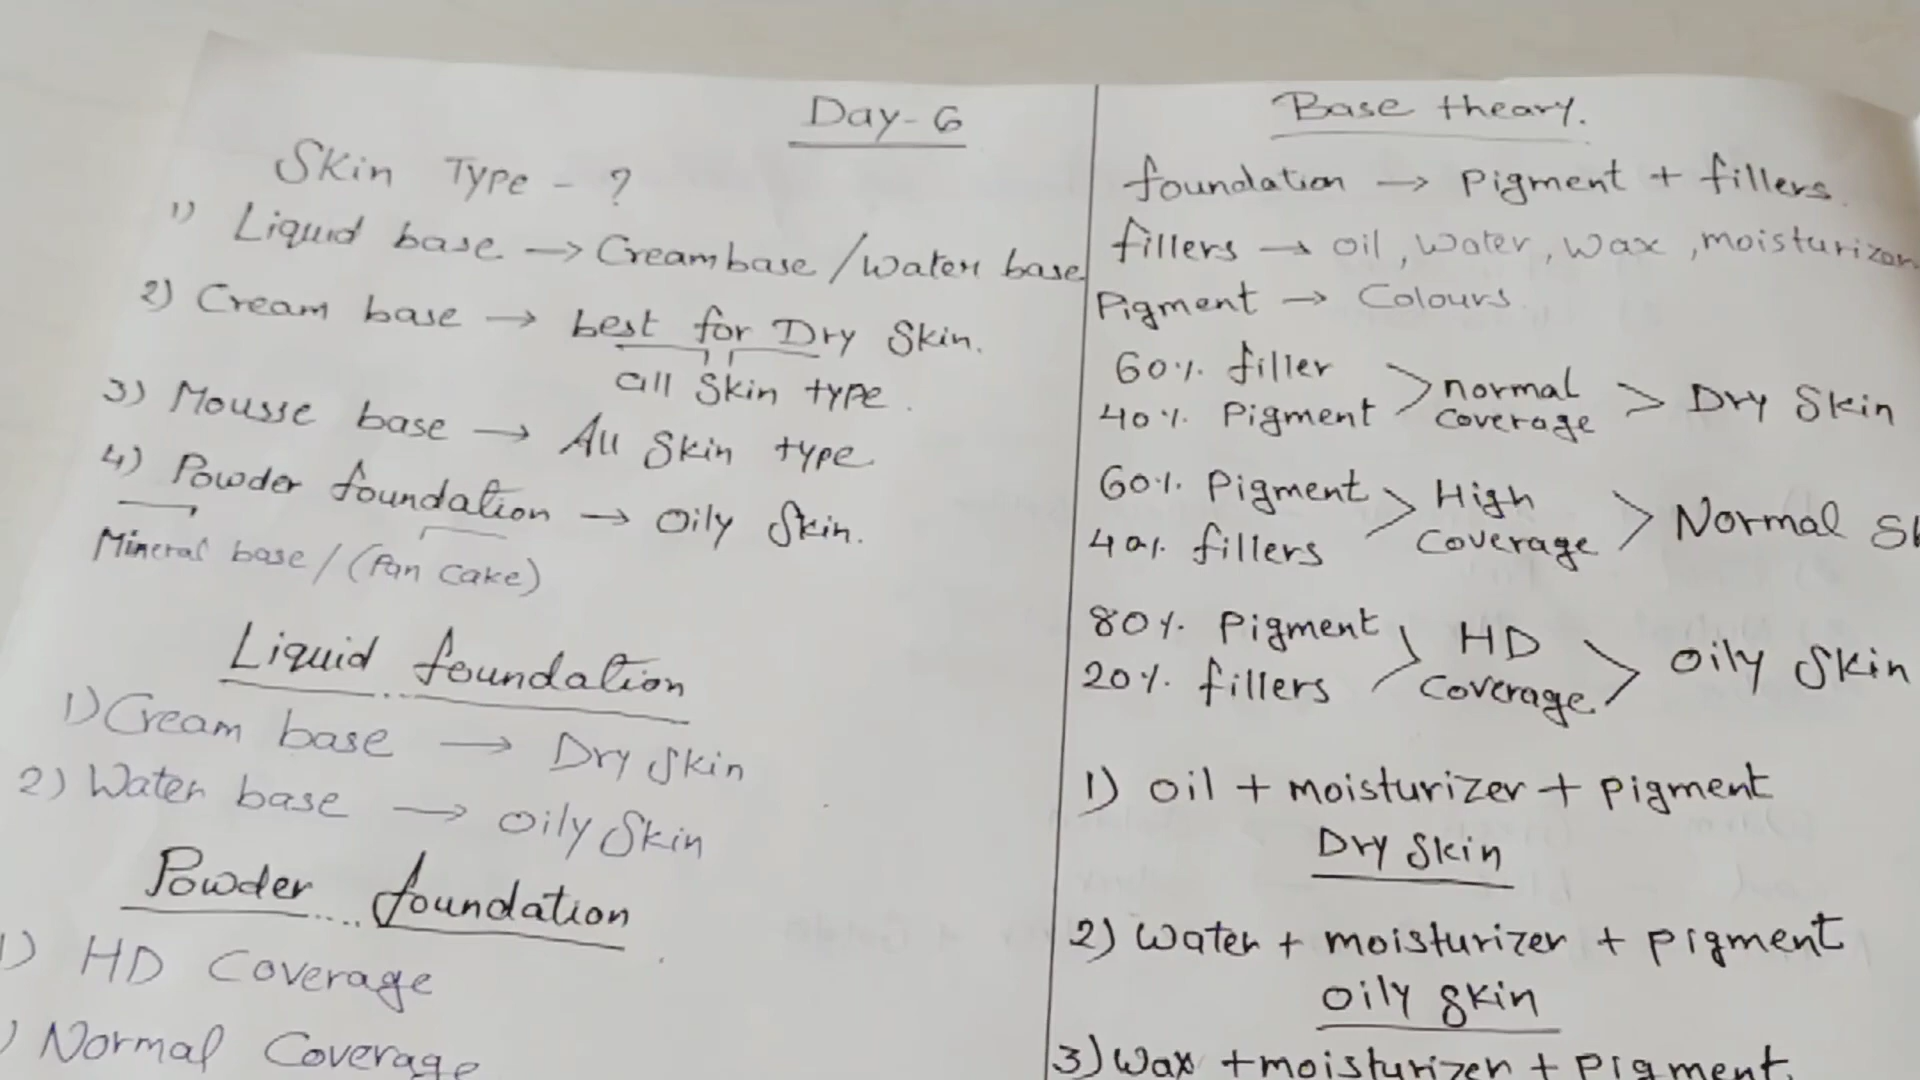 Day-6
Skin Type - ?
1) Liquid base → Creambase/water base
2) Cream base → best for Dry Skin.
all Skin type.
3) Mousse base → All Skin type
4) Powder foundation → Oily Skin.
Mineral base/(Pan cake)
Liquid foundation
1) Cream base → Dry Skin
2) Water base → Oily Skin
Powder foundation
1) HD Coverage
) Normal Coverage
Base theary.
foundation → Pigment + fillers
fillers → oil, water, wax, moisturizer
Pigment → Colours
60% filler
40% Pigment > normal coverage > Dry Skin
60% Pigment
40% fillers > High Coverage > Normal Sk
80% Pigment
20% fillers > HD Coverage > Oily Skin
1) Oil + moisturizer + pigment
Dry Skin
2) Water + moisturizer + pigment
Oily Skin
3) Wax + moisturizer + pigment.